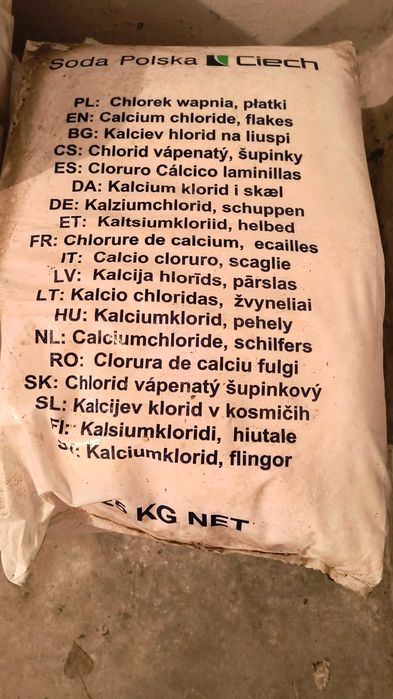 Soda Polska Ciech
PL: Chlorek wapnia, płatki
EN: Calcium chloride, flakes
BG: Kalciev hlorid na liuspi
CS: Chlorid vápenatý, šupinky
ES: Cloruro Cálcico laminillas
DA: Kalcium klorid i skæl
DE: Kalziumchlorid, schuppen
ET: Kaltsiumkloriid, helbed
FR: Chlorure de calcium, ecailles
IT: Calcio cloruro, scaglie
LV: Kalcija hlorīds, pārslas
LT: Kalcio chloridas, žvyneliai
HU: Kalciumklorid, pehely
NL: Calciumchloride, schilfers
RO: Clorura de calciu fulgi
SK: Chlorid vápenatý šupinkový
SL: Kalcijev klorid v kosmičih
FI: Kalsiumkloridi, hiutale
Kalciumklorid, flingor
KG NET